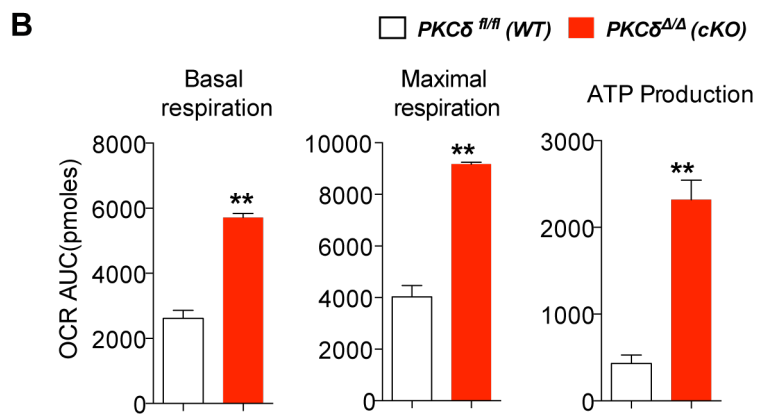 B
PKCδ fl/fl (WT) PKCδΔ/Δ (cKO)
Basal
respiration
Maximal
respiration
ATP Production
OCR AUC(pmoles)
8000
6000
4000
2000
0
**
10000
8000
6000
4000
2000
0
**
3000
2000
1000
0
**